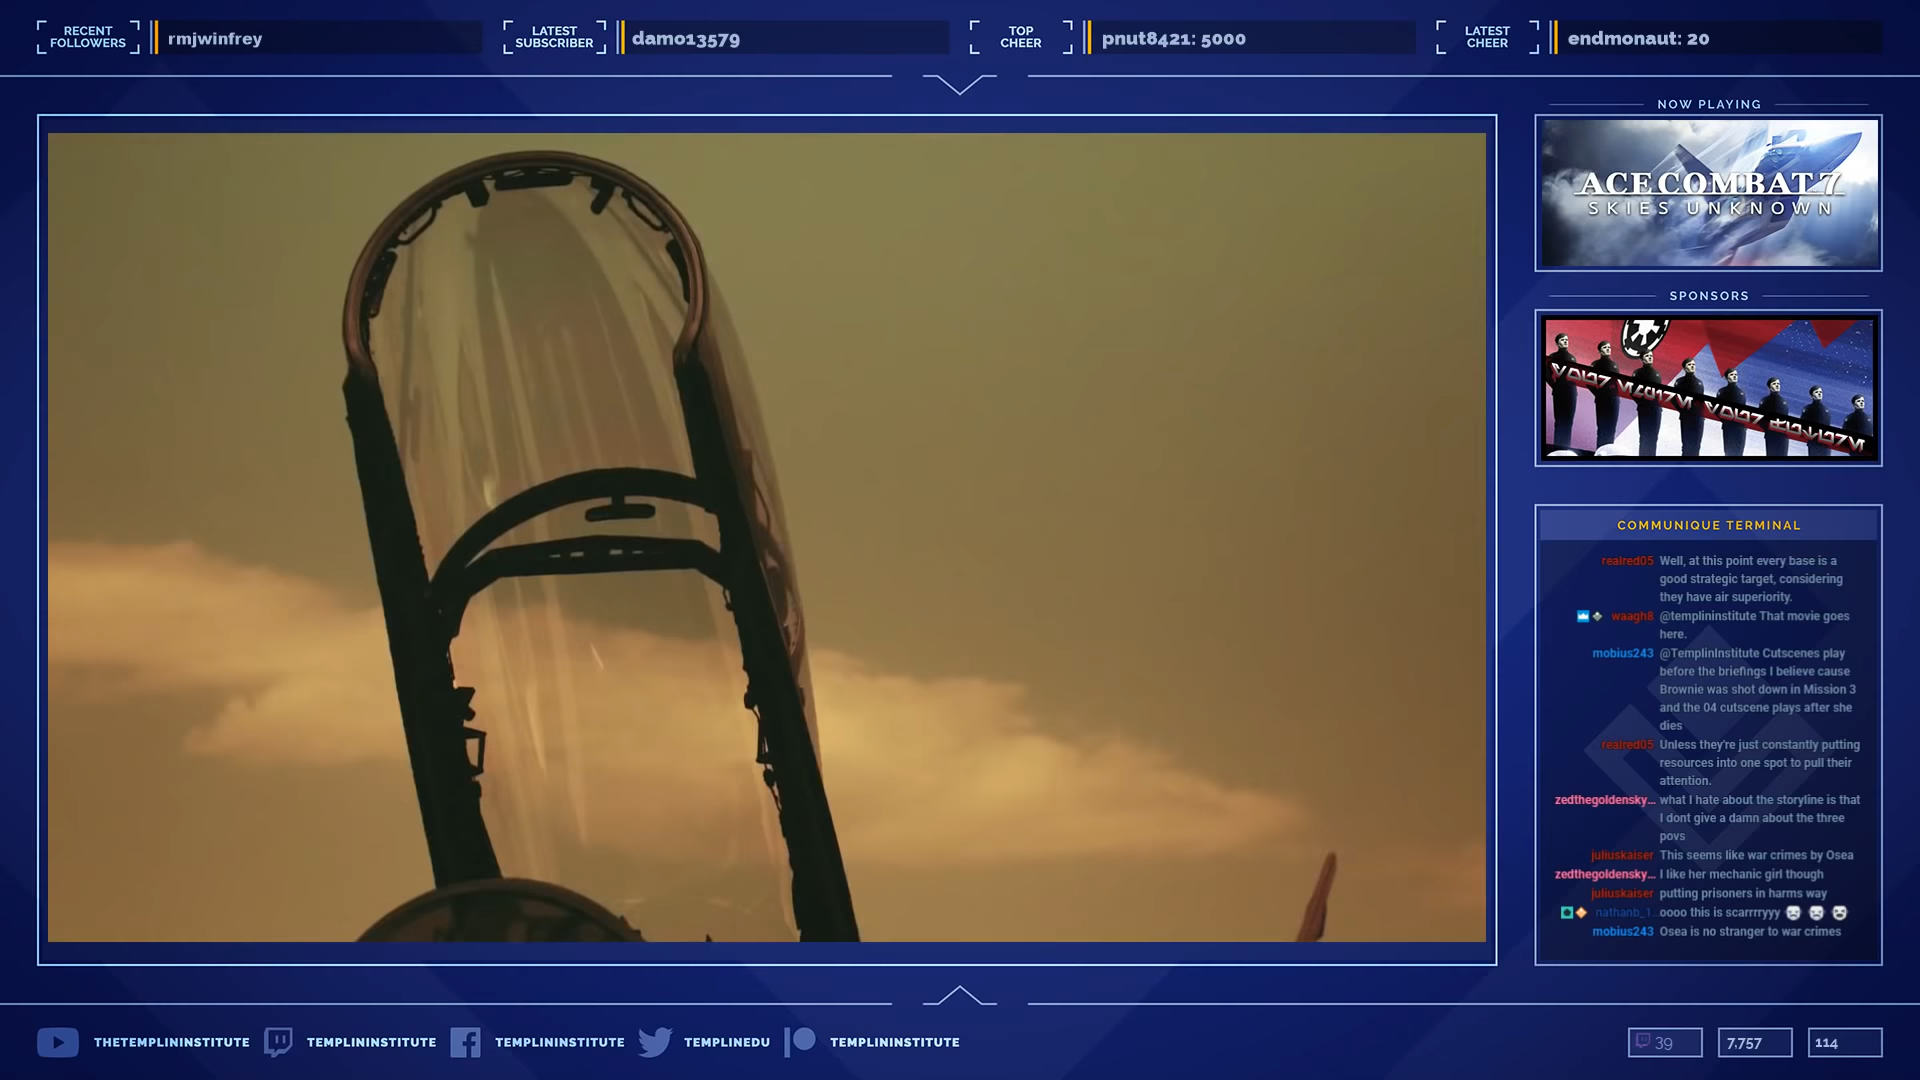 RECENT
FOLLOWERS
rmjwinfrey
LATEST
SUBSCRIBER
damo13579
TOP
CHEER
pnut8421: 5000
LATEST
CHEER
endmonaut: 20
NOW PLAYING
ACE COMBAT 7
SKIES UNKNOWN
SPONSORS
COMMUNIQUE TERMINAL
realred05 Well, at this point every base is a
good strategic target, considering
they have air superiority.
waagh8 @templininstitute That movie goes
here.
mobius243 @TemplinInstitute Cutscenes play
before the briefings I believe cause
Brownie was shot down in Mission 3
and the 04 cutscene plays after she
dies
realred05 Unless they're just constantly putting
resources into one spot to pull their
attention.
zedthegoldensky... what I hate about the storyline is that
I dont give a damn about the three
povs
juliuskaiser This seems like war crimes by Osea
zedthegoldensky... I like her mechanic girl though
juliuskaiser putting prisoners in harms way
nathanb_1... oooo this is scarrrryyy
mobius243 Osea is no stranger to war crimes
THETEMPLININSTITUTE
TEMPLININSTITUTE
TEMPLININSTITUTE
TEMPLINEDU
TEMPLININSTITUTE
39
7,757
114